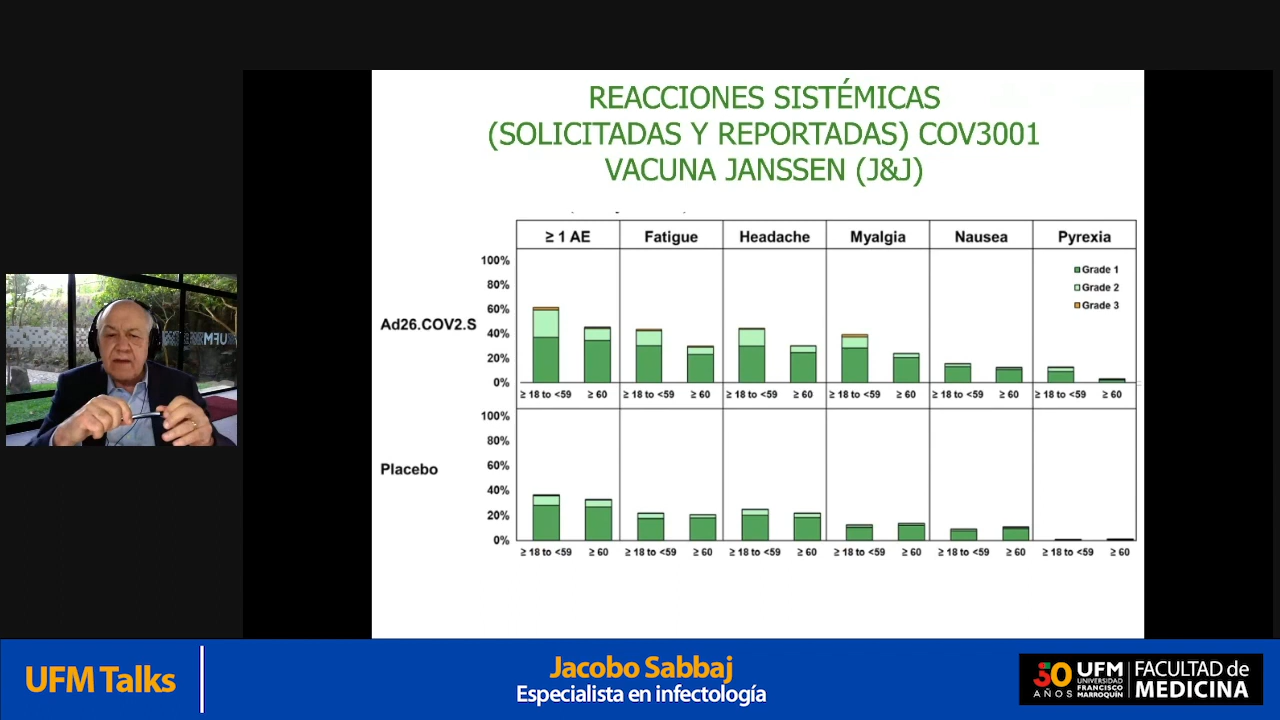 REACCIONES SISTÉMICAS
(SOLICITADAS Y REPORTADAS) COV3001
VACUNA JANSSEN (J&J)
≥ 1 AE Fatigue Headache Myalgia Nausea Pyrexia
100%
80%
60%
40%
20%
0%
Grade 1
Grade 2
Grade 3
Ad26.COV2.S
≥ 18 to <59 ≥ 60 ≥ 18 to <59 ≥ 60 ≥ 18 to <59 ≥ 60 ≥ 18 to <59 ≥ 60 ≥ 18 to <59 ≥ 60 ≥ 18 to <59 ≥ 60
100%
80%
60%
40%
20%
0%
Placebo
≥ 18 to <59 ≥ 60 ≥ 18 to <59 ≥ 60 ≥ 18 to <59 ≥ 60 ≥ 18 to <59 ≥ 60 ≥ 18 to <59 ≥ 60 ≥ 18 to <59 ≥ 60
UFM
UFM Talks
Jacobo Sabbaj
Especialista en infectología
50
AÑOS
UFM
UNIVERSIDAD
FRANCISCO
MARROQUÍN
FACULTAD de
MEDICINA